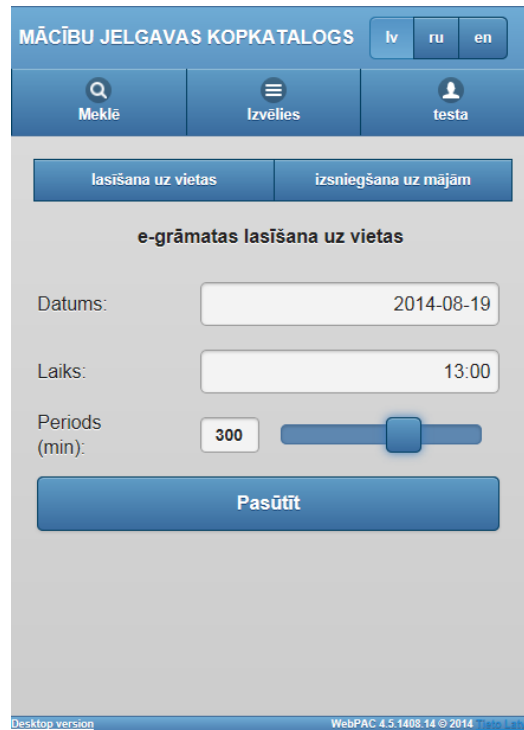 MĀCĪBU JELGAVAS KOPKATALOGS lv ru en
Meklē Izvēlies testa
lasīšana uz vietas izsniegšana uz mājām
e-grāmatas lasīšana uz vietas
Datums: 2014-08-19
Laiks: 13:00
Periods
(min): 300
Pasūtīt
Desktop version WebPAC 4.5.1408.14 © 2014 Tieto Lat